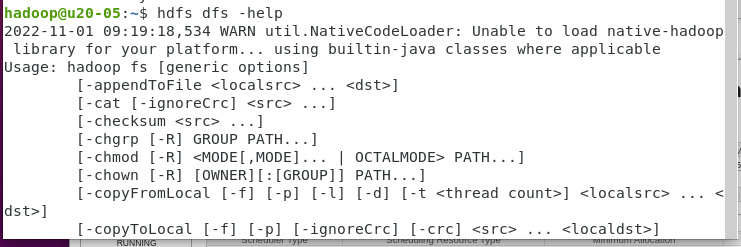 hadoop@u20-05:~$ hdfs dfs -help
2022-11-01 09:19:18,534 WARN util.NativeCodeLoader: Unable to load native-hadoop
 library for your platform... using builtin-java classes where applicable
Usage: hadoop fs [generic options]
        [-appendToFile <localsrc> ... <dst>]
        [-cat [-ignoreCrc] <src> ...]
        [-checksum <src> ...]
        [-chgrp [-R] GROUP PATH...]
        [-chmod [-R] <MODE[,MODE]... | OCTALMODE> PATH...]
        [-chown [-R] [OWNER][:[GROUP]] PATH...]
        [-copyFromLocal [-f] [-p] [-l] [-d] [-t <thread count>] <localsrc> ... <
dst>]
        [-copyToLocal [-f] [-p] [-ignoreCrc] [-crc] <src> ... <localdst>]
RUNNING Scheduler Type Scheduling Resource Type Minimum Allocation